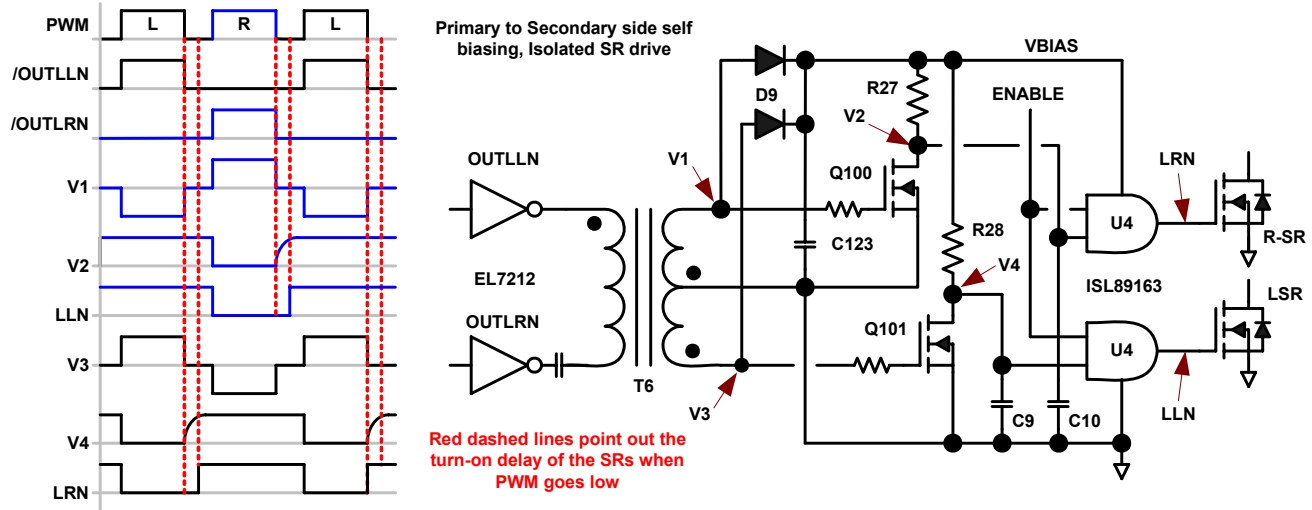 PWM
L
R
L
/OUTLLN
/OUTLRN
V1
V2
LLN
V3
V4
LRN
Primary to Secondary side self
biasing, Isolated SR drive
VBIAS
D9
R27
ENABLE
V2
OUTLLN
V1
Q100
LRN
U4
R-SR
C123
R28
V4
EL7212
ISL89163
LSR
OUTLRN
Q101
U4
T6
V3
C9
C10
LLN
Red dashed lines point out the
turn-on delay of the SRs when
PWM goes low